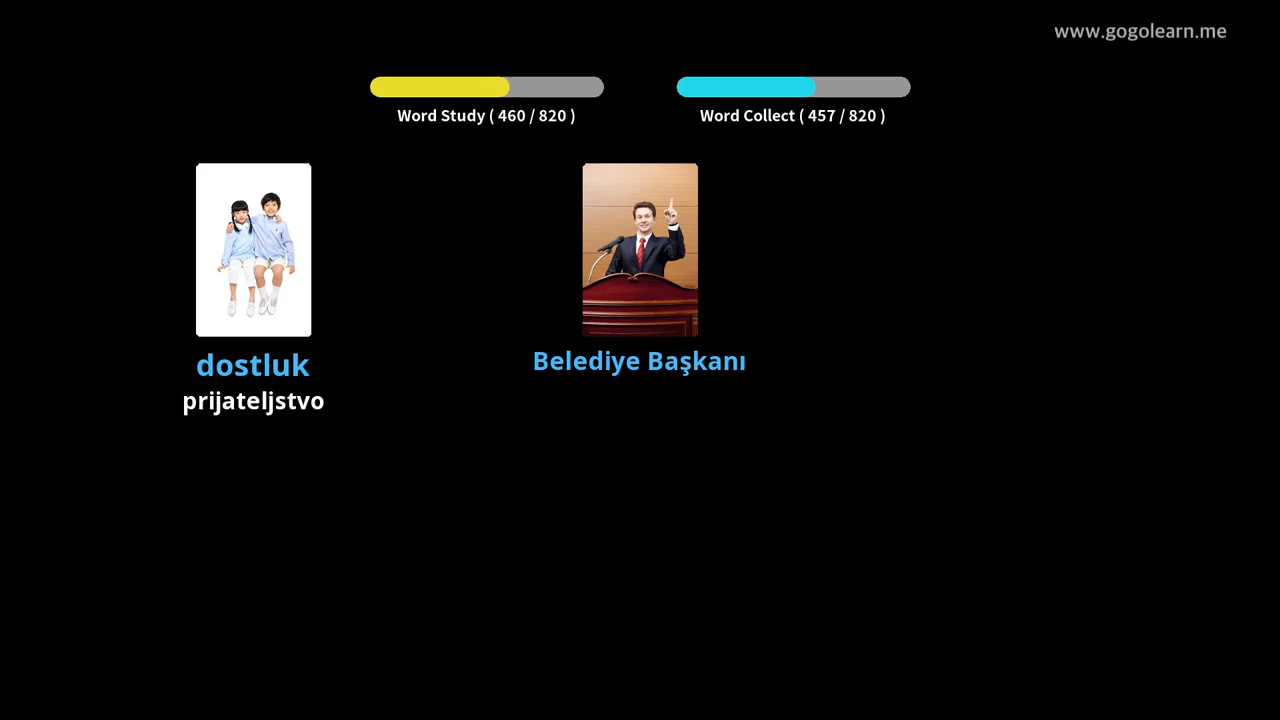 www.gogolearn.me
Word Study ( 460 / 820 )
Word Collect ( 457 / 820 )
dostluk
prijateljstvo
Belediye Başkanı